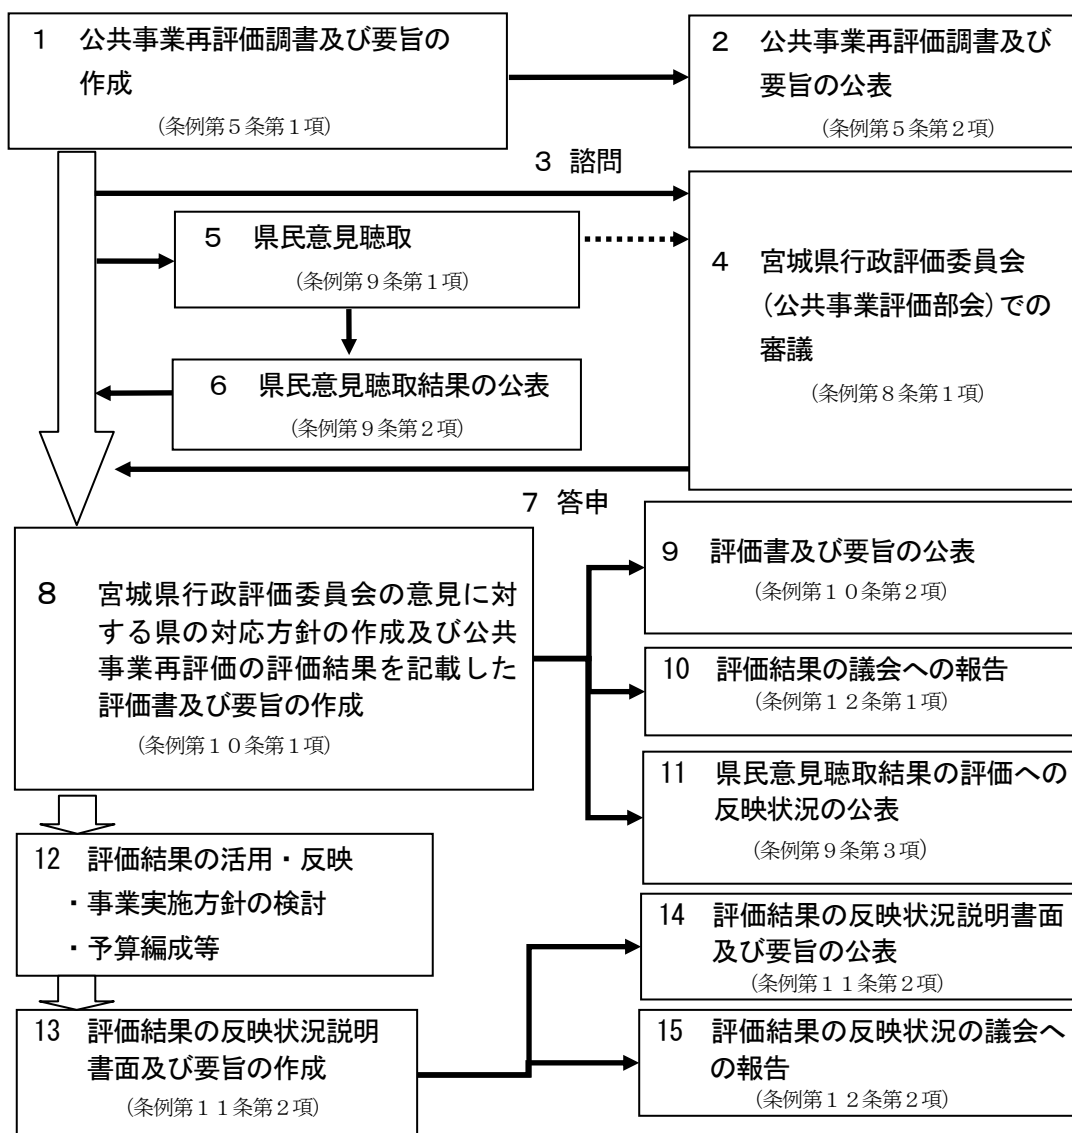 1 公共事業再評価調書及び要旨の
作成
(条例第5条第1項)
2 公共事業再評価調書及び
要旨の公表
(条例第5条第2項)
3 諮問
4 宮城県行政評価委員会
(公共事業評価部会)での
審議
(条例第8条第1項)
5 県民意見聴取
(条例第9条第1項)
6 県民意見聴取結果の公表
(条例第9条第2項)
7 答申
8 宮城県行政評価委員会の意見に対
する県の対応方針の作成及び公共
事業再評価の評価結果を記載した
評価書及び要旨の作成
(条例第10条第1項)
9 評価書及び要旨の公表
(条例第10条第2項)
10 評価結果の議会への報告
(条例第12条第1項)
11 県民意見聴取結果の評価への
反映状況の公表
(条例第9条第3項)
12 評価結果の活用・反映
・事業実施方針の検討
・予算編成等
13 評価結果の反映状況説明
書面及び要旨の作成
(条例第11条第2項)
14 評価結果の反映状況説明書面
及び要旨の公表
(条例第11条第2項)
15 評価結果の反映状況の議会へ
の報告
(条例第12条第2項)